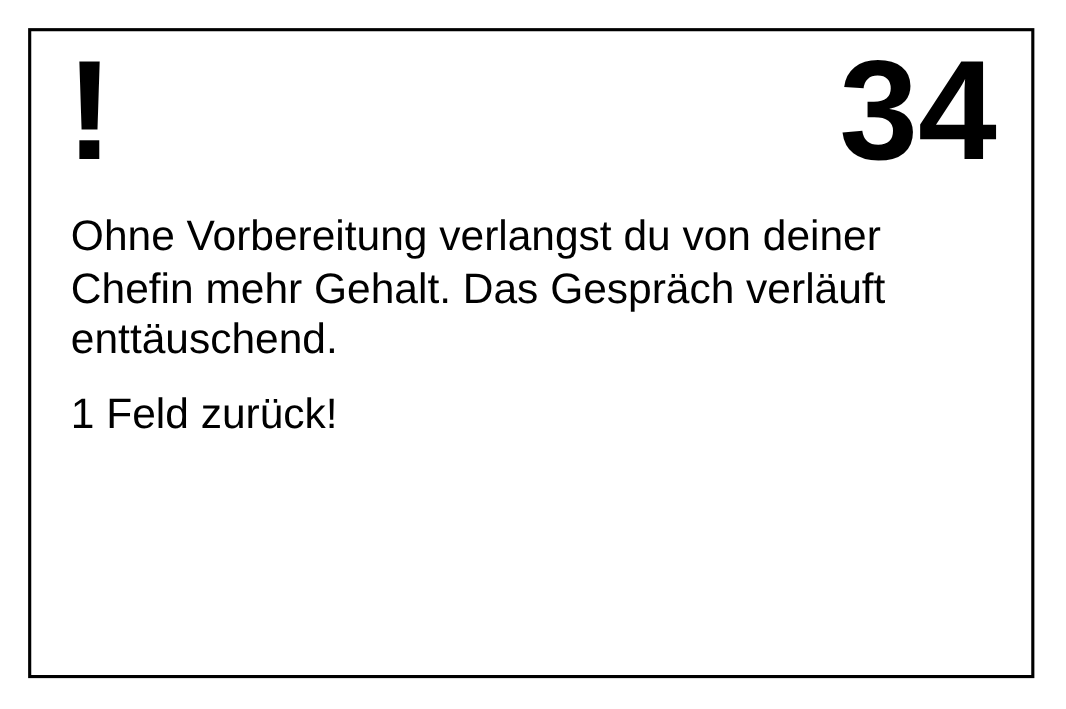 ! 34
Ohne Vorbereitung verlangst du von deiner
Chefin mehr Gehalt. Das Gespräch verläuft
enttäuschend.
1 Feld zurück!